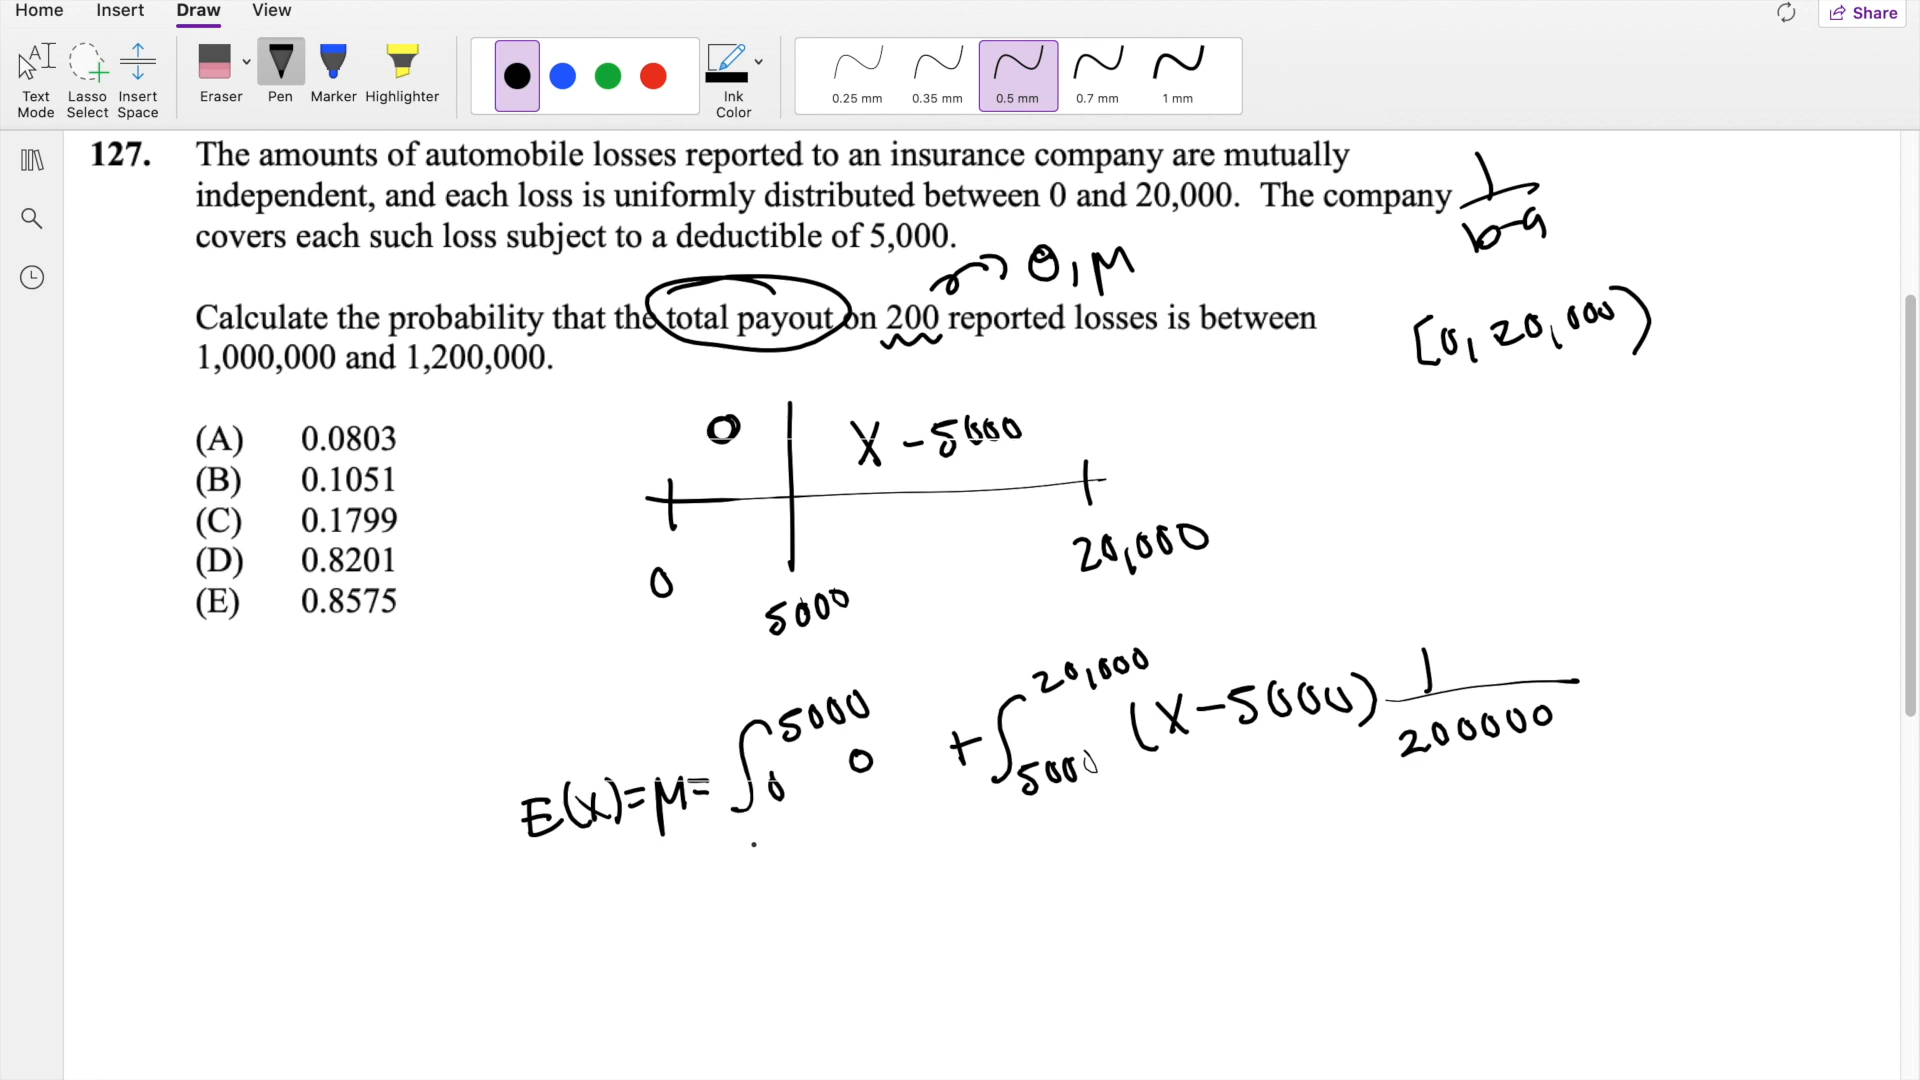 Home Insert Draw View
Share
Text Mode Lasso Select Insert Space Eraser Pen Marker Highlighter Ink Color 0.25 mm 0.35 mm 0.5 mm 0.7 mm 1 mm
127. The amounts of automobile losses reported to an insurance company are mutually
independent, and each loss is uniformly distributed between 0 and 20,000. The company
covers each such loss subject to a deductible of 5,000.
1/(b-a)
σ, μ
Calculate the probability that the total payout on 200 reported losses is between
1,000,000 and 1,200,000.
[0, 20,000)
(A) 0.0803
(B) 0.1051
(C) 0.1799
(D) 0.8201
(E) 0.8575
0 X - 5000
0 5000 20,000
E(X) = μ = ∫_0^5000 0 + ∫_5000^20,000 (X - 5000) 1/200000